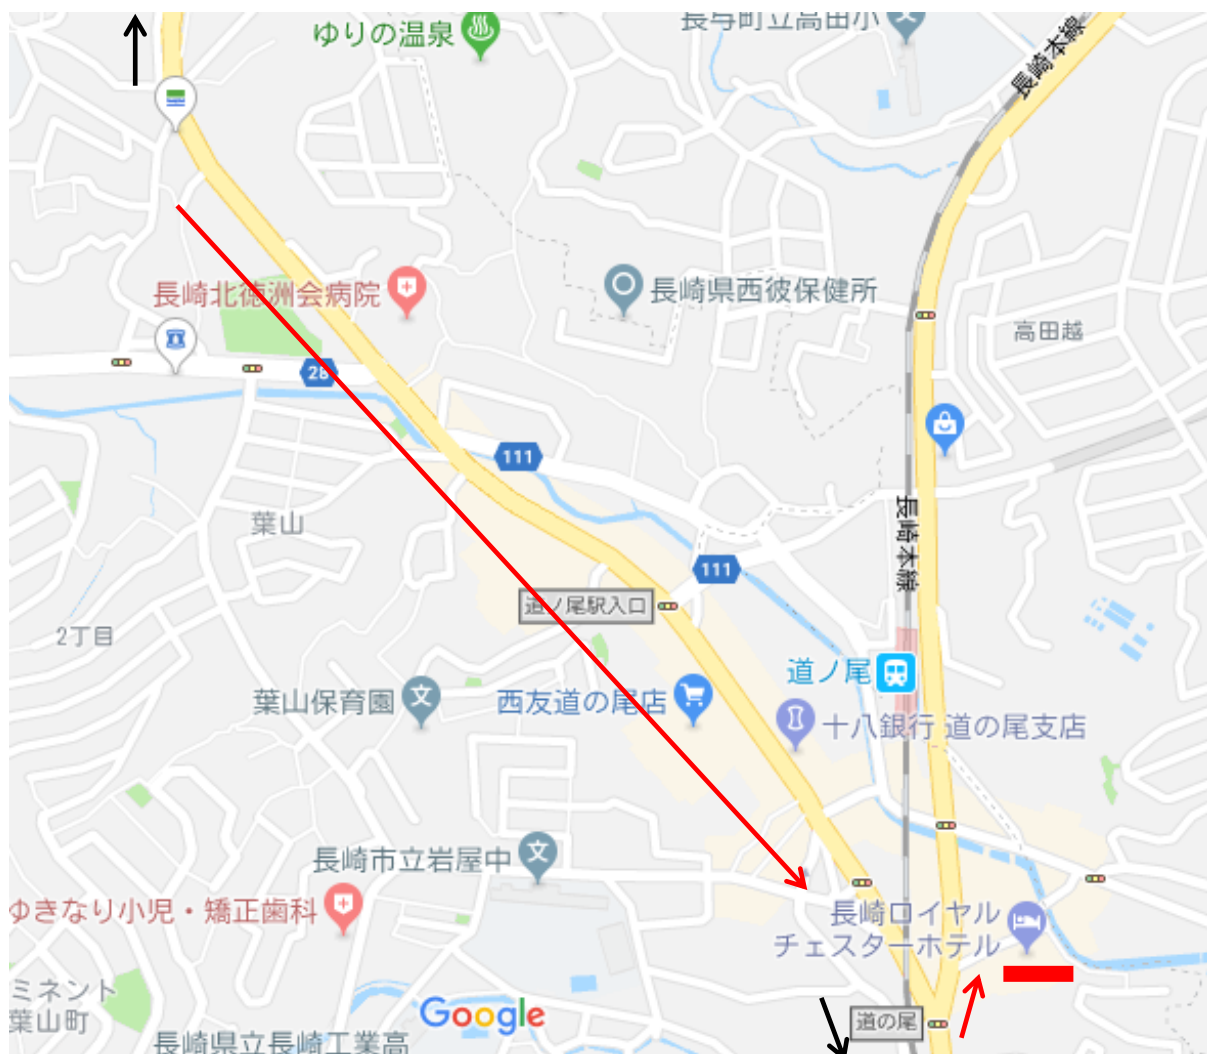 ゆりの温泉
長与町立高田小
長崎本線
長崎北徳洲会病院
長崎県西彼保健所
高田越
28
111
長崎本線
葉山
111
道ノ尾駅入口
2丁目
道ノ尾
葉山保育園
西友道の尾店
十八銀行 道の尾支店
長崎市立岩屋中
ゆきなり小児・矯正歯科
長崎ロイヤル
チェスターホテル
ミネント
葉山町
Google
道の尾
長崎県立長崎工業高